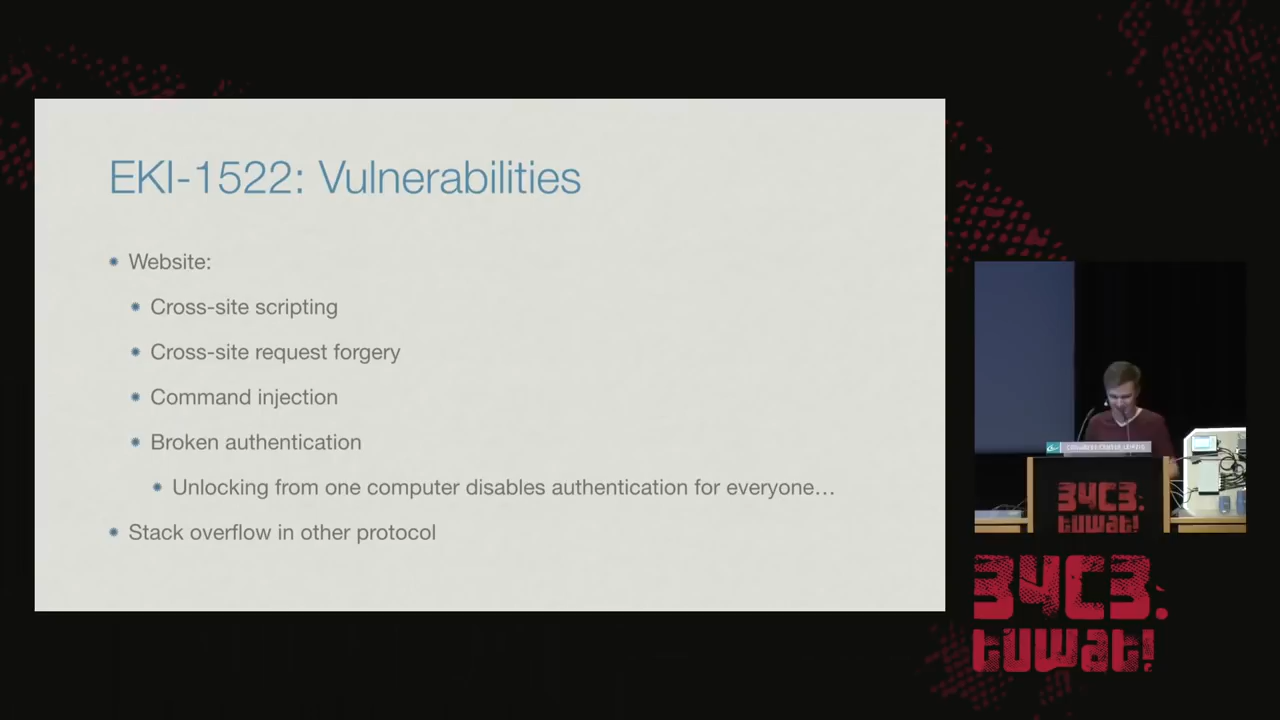 EKI-1522: Vulnerabilities
Website:
Cross-site scripting
Cross-site request forgery
Command injection
Broken authentication
Unlocking from one computer disables authentication for everyone…
Stack overflow in other protocol
34C3:
tuwat!
34C3.
tuwat!